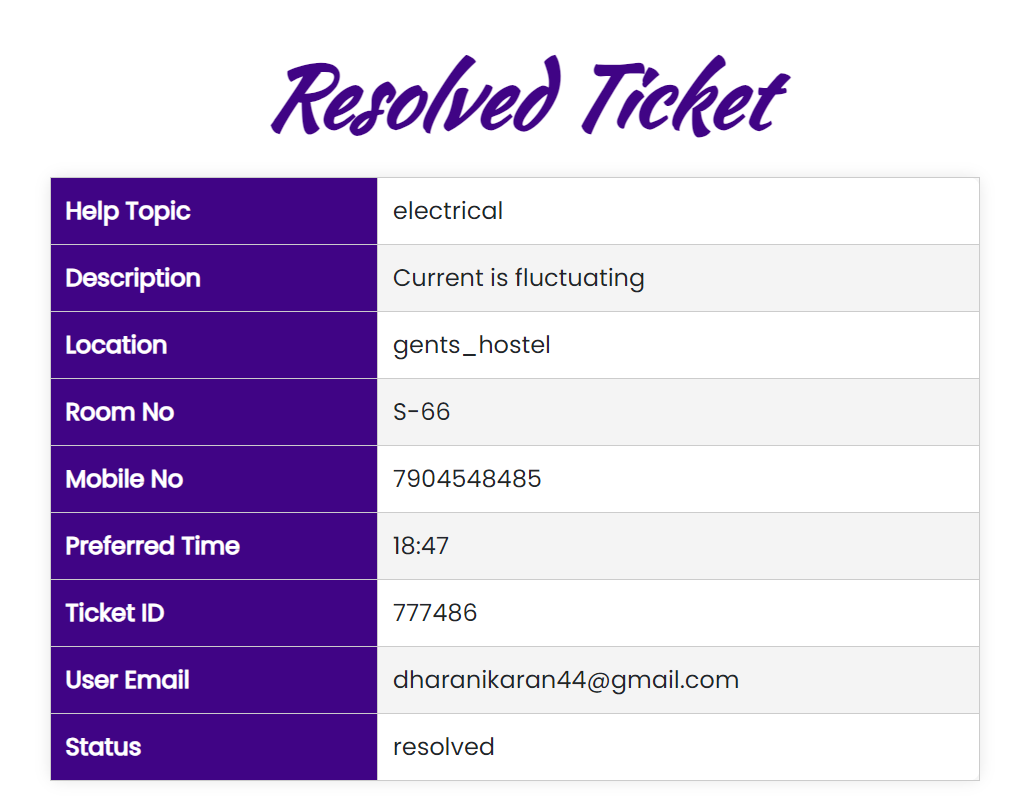 Resolved Ticket
Help Topic electrical
Description Current is fluctuating
Location gents_hostel
Room No S-66
Mobile No 7904548485
Preferred Time 18:47
Ticket ID 777486
User Email dharanikaran44@gmail.com
Status resolved